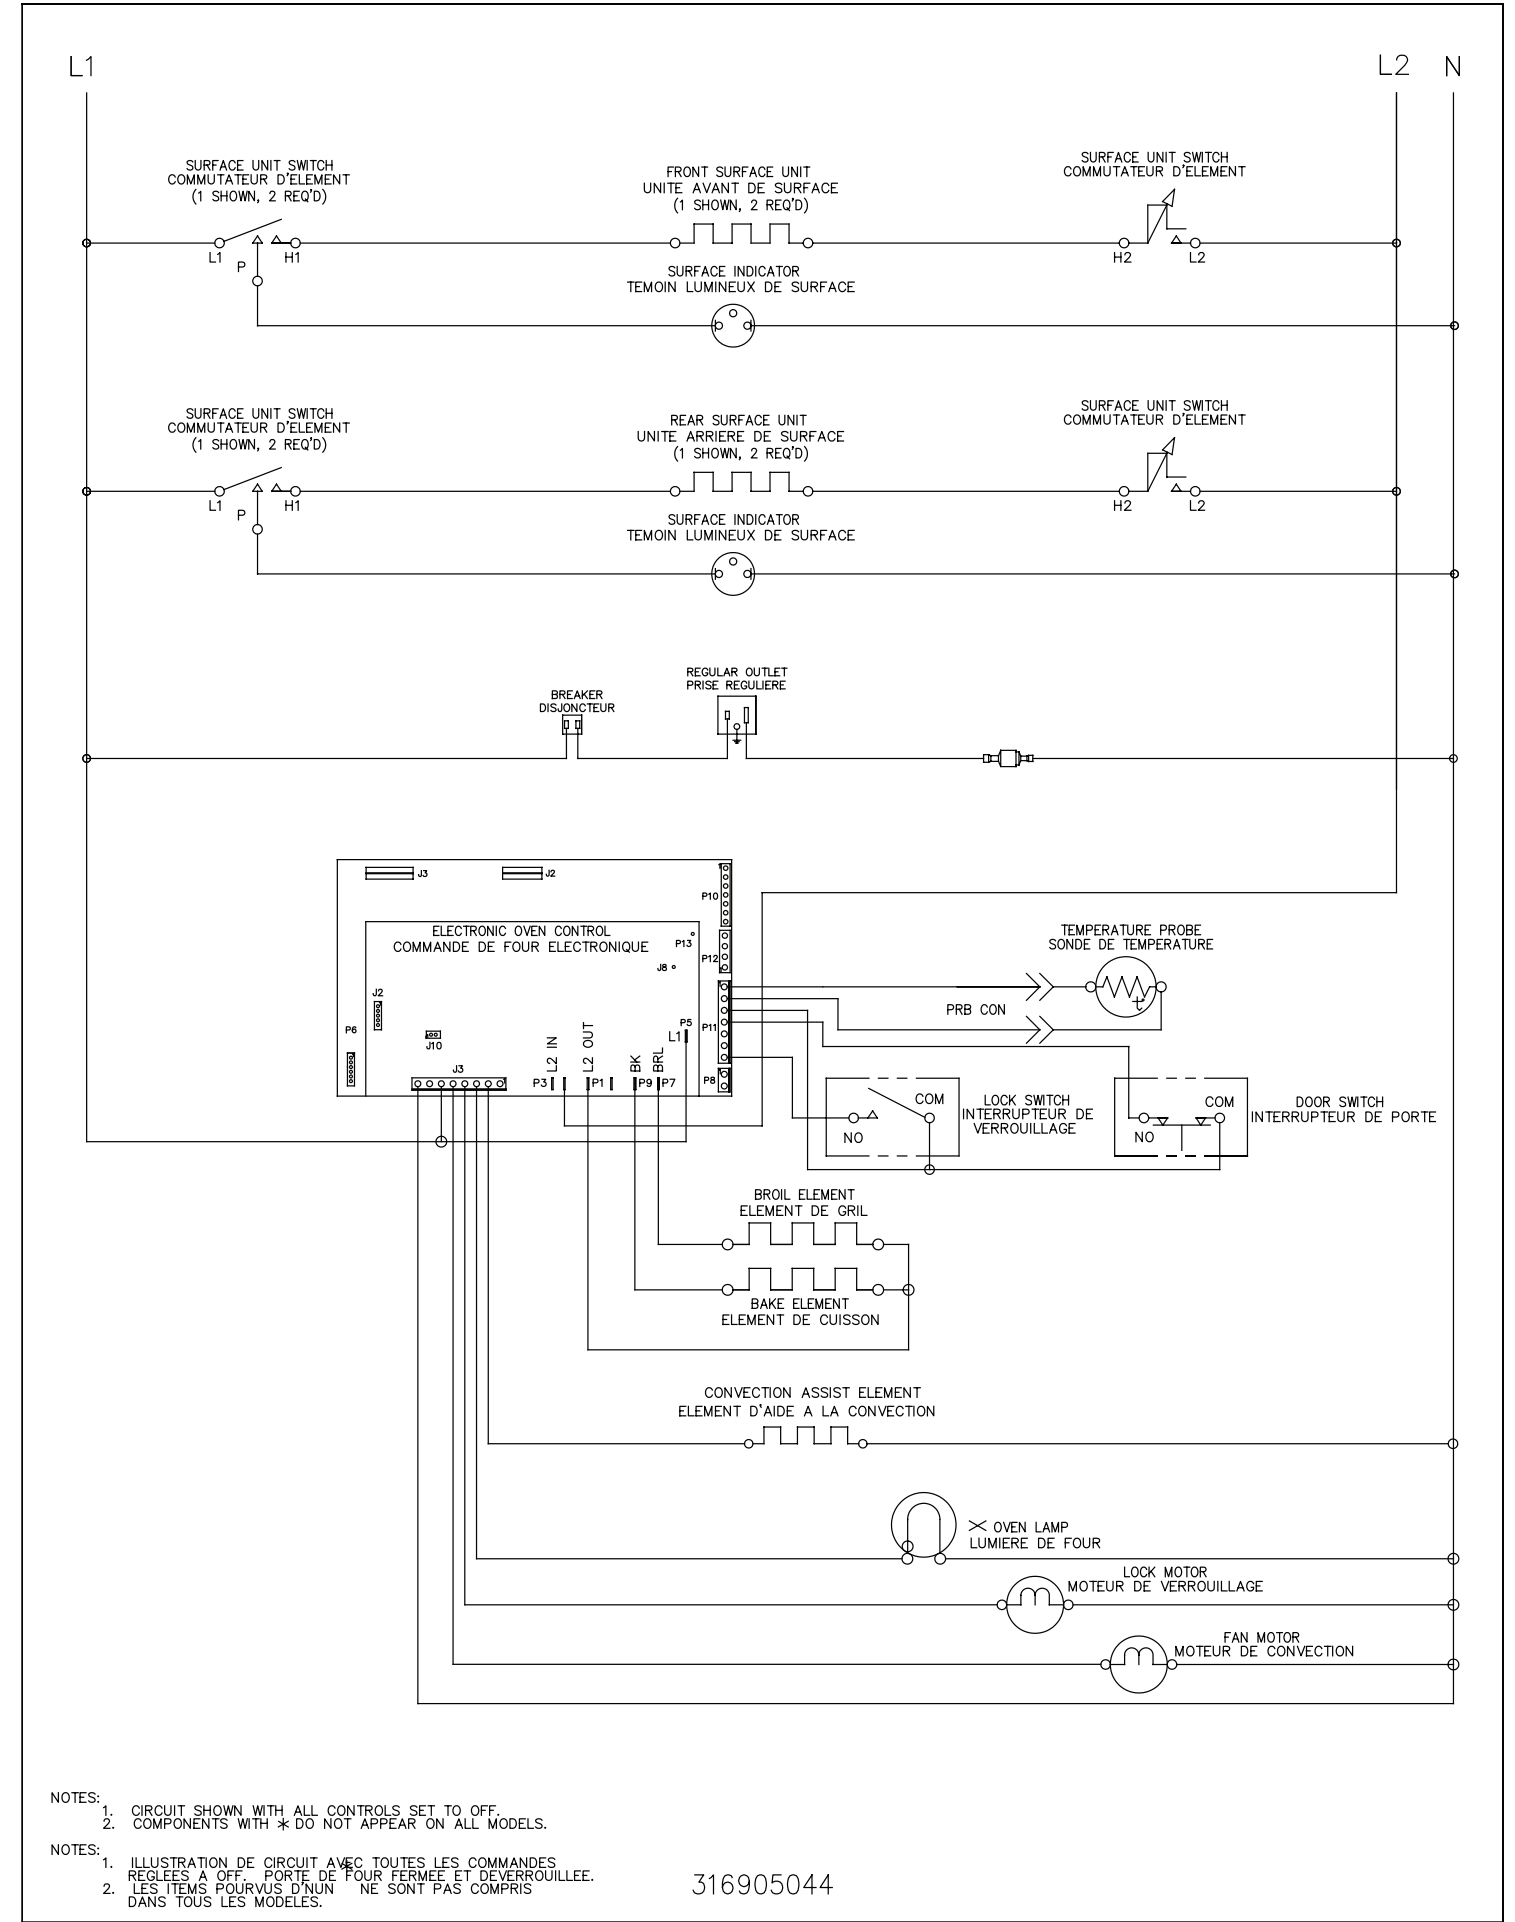 L1
L2 N
SURFACE UNIT SWITCH
COMMUTATEUR D'ELEMENT
(1 SHOWN, 2 REQ'D)
FRONT SURFACE UNIT
UNITE AVANT DE SURFACE
(1 SHOWN, 2 REQ'D)
SURFACE UNIT SWITCH
COMMUTATEUR D'ELEMENT
L1
P
H1
H2
L2
SURFACE INDICATOR
TEMOIN LUMINEUX DE SURFACE
SURFACE UNIT SWITCH
COMMUTATEUR D'ELEMENT
(1 SHOWN, 2 REQ'D)
REAR SURFACE UNIT
UNITE ARRIERE DE SURFACE
(1 SHOWN, 2 REQ'D)
SURFACE UNIT SWITCH
COMMUTATEUR D'ELEMENT
L1
P
H1
H2
L2
SURFACE INDICATOR
TEMOIN LUMINEUX DE SURFACE
BREAKER
DISJONCTEUR
REGULAR OUTLET
PRISE REGULIERE
J3
J2
P10
ELECTRONIC OVEN CONTROL
COMMANDE DE FOUR ELECTRONIQUE
P13
P12
J8
J2
P6
J10
J3
L2 IN
L2 OUT
BK
BRL
P5
L1
P11
P3
P1
P9
P7
P8
TEMPERATURE PROBE
SONDE DE TEMPERATURE
t°
PRB CON
COM
NO
LOCK SWITCH
INTERRUPTEUR DE
VERROUILLAGE
COM
NO
DOOR SWITCH
INTERRUPTEUR DE PORTE
BROIL ELEMENT
ELEMENT DE GRIL
BAKE ELEMENT
ELEMENT DE CUISSON
CONVECTION ASSIST ELEMENT
ELEMENT D'AIDE A LA CONVECTION
OVEN LAMP
LUMIERE DE FOUR
LOCK MOTOR
MOTEUR DE VERROUILLAGE
FAN MOTOR
MOTEUR DE CONVECTION
NOTES:
1. CIRCUIT SHOWN WITH ALL CONTROLS SET TO OFF.
2. COMPONENTS WITH * DO NOT APPEAR ON ALL MODELS.
NOTES:
1. ILLUSTRATION DE CIRCUIT AVEC TOUTES LES COMMANDES
REGLEES A OFF. PORTE DE FOUR FERMEE ET DEVERROUILLEE.
2. LES ITEMS POURVUS D'NUN NE SONT PAS COMPRIS
DANS TOUS LES MODELES.
316905044